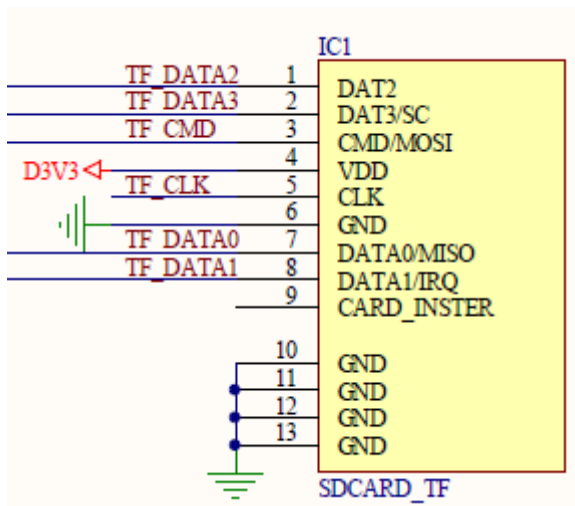 IC1
TF_DATA2 1 DAT2
TF_DATA3 2 DAT3/SC
TF_CMD 3 CMD/MOSI
D3V3 4 VDD
TF_CLK 5 CLK
6 GND
TF_DATA0 7 DATA0/MISO
TF_DATA1 8 DATA1/IRQ
9 CARD_INSTER
10 GND
11 GND
12 GND
13 GND
SDCARD_TF